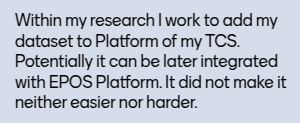 Within my research I work to add my
dataset to Platform of my TCS.
Potentially it can be later integrated
with EPOS Platform. It did not make it
neither easier nor harder.